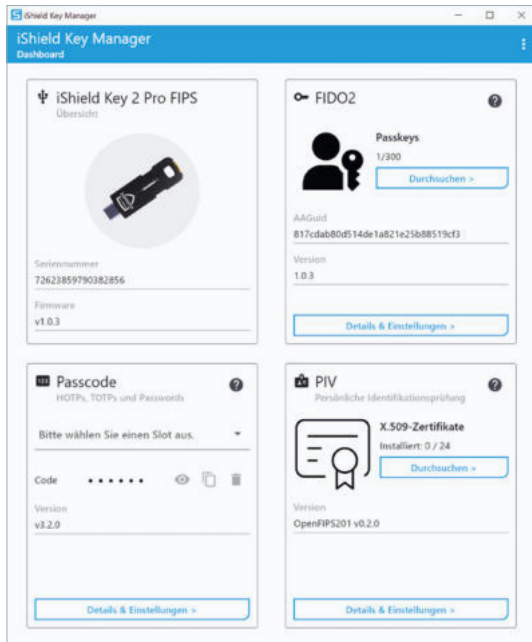 iShield Key Manager
iShield Key Manager
Dashboard
iShield Key 2 Pro FIPS
Übersicht
Seriennummer
72623859790382856
Firmware
v1.0.3
FIDO2
Passkeys
1/300
Durchsuchen >
AAGuid
817cdab80d514de1a821e25b88519cf3
Version
1.0.3
Details & Einstellungen >
Passcode
HOTPs, TOTPs und Passwords
Bitte wählen Sie einen Slot aus.
Code ••••••
Version
v3.2.0
Details & Einstellungen >
PIV
Persönliche Identifikationsprüfung
X.509-Zertifikate
Installiert: 0 / 24
Durchsuchen >
Version
OpenFIPS201 v0.2.0
Details & Einstellungen >